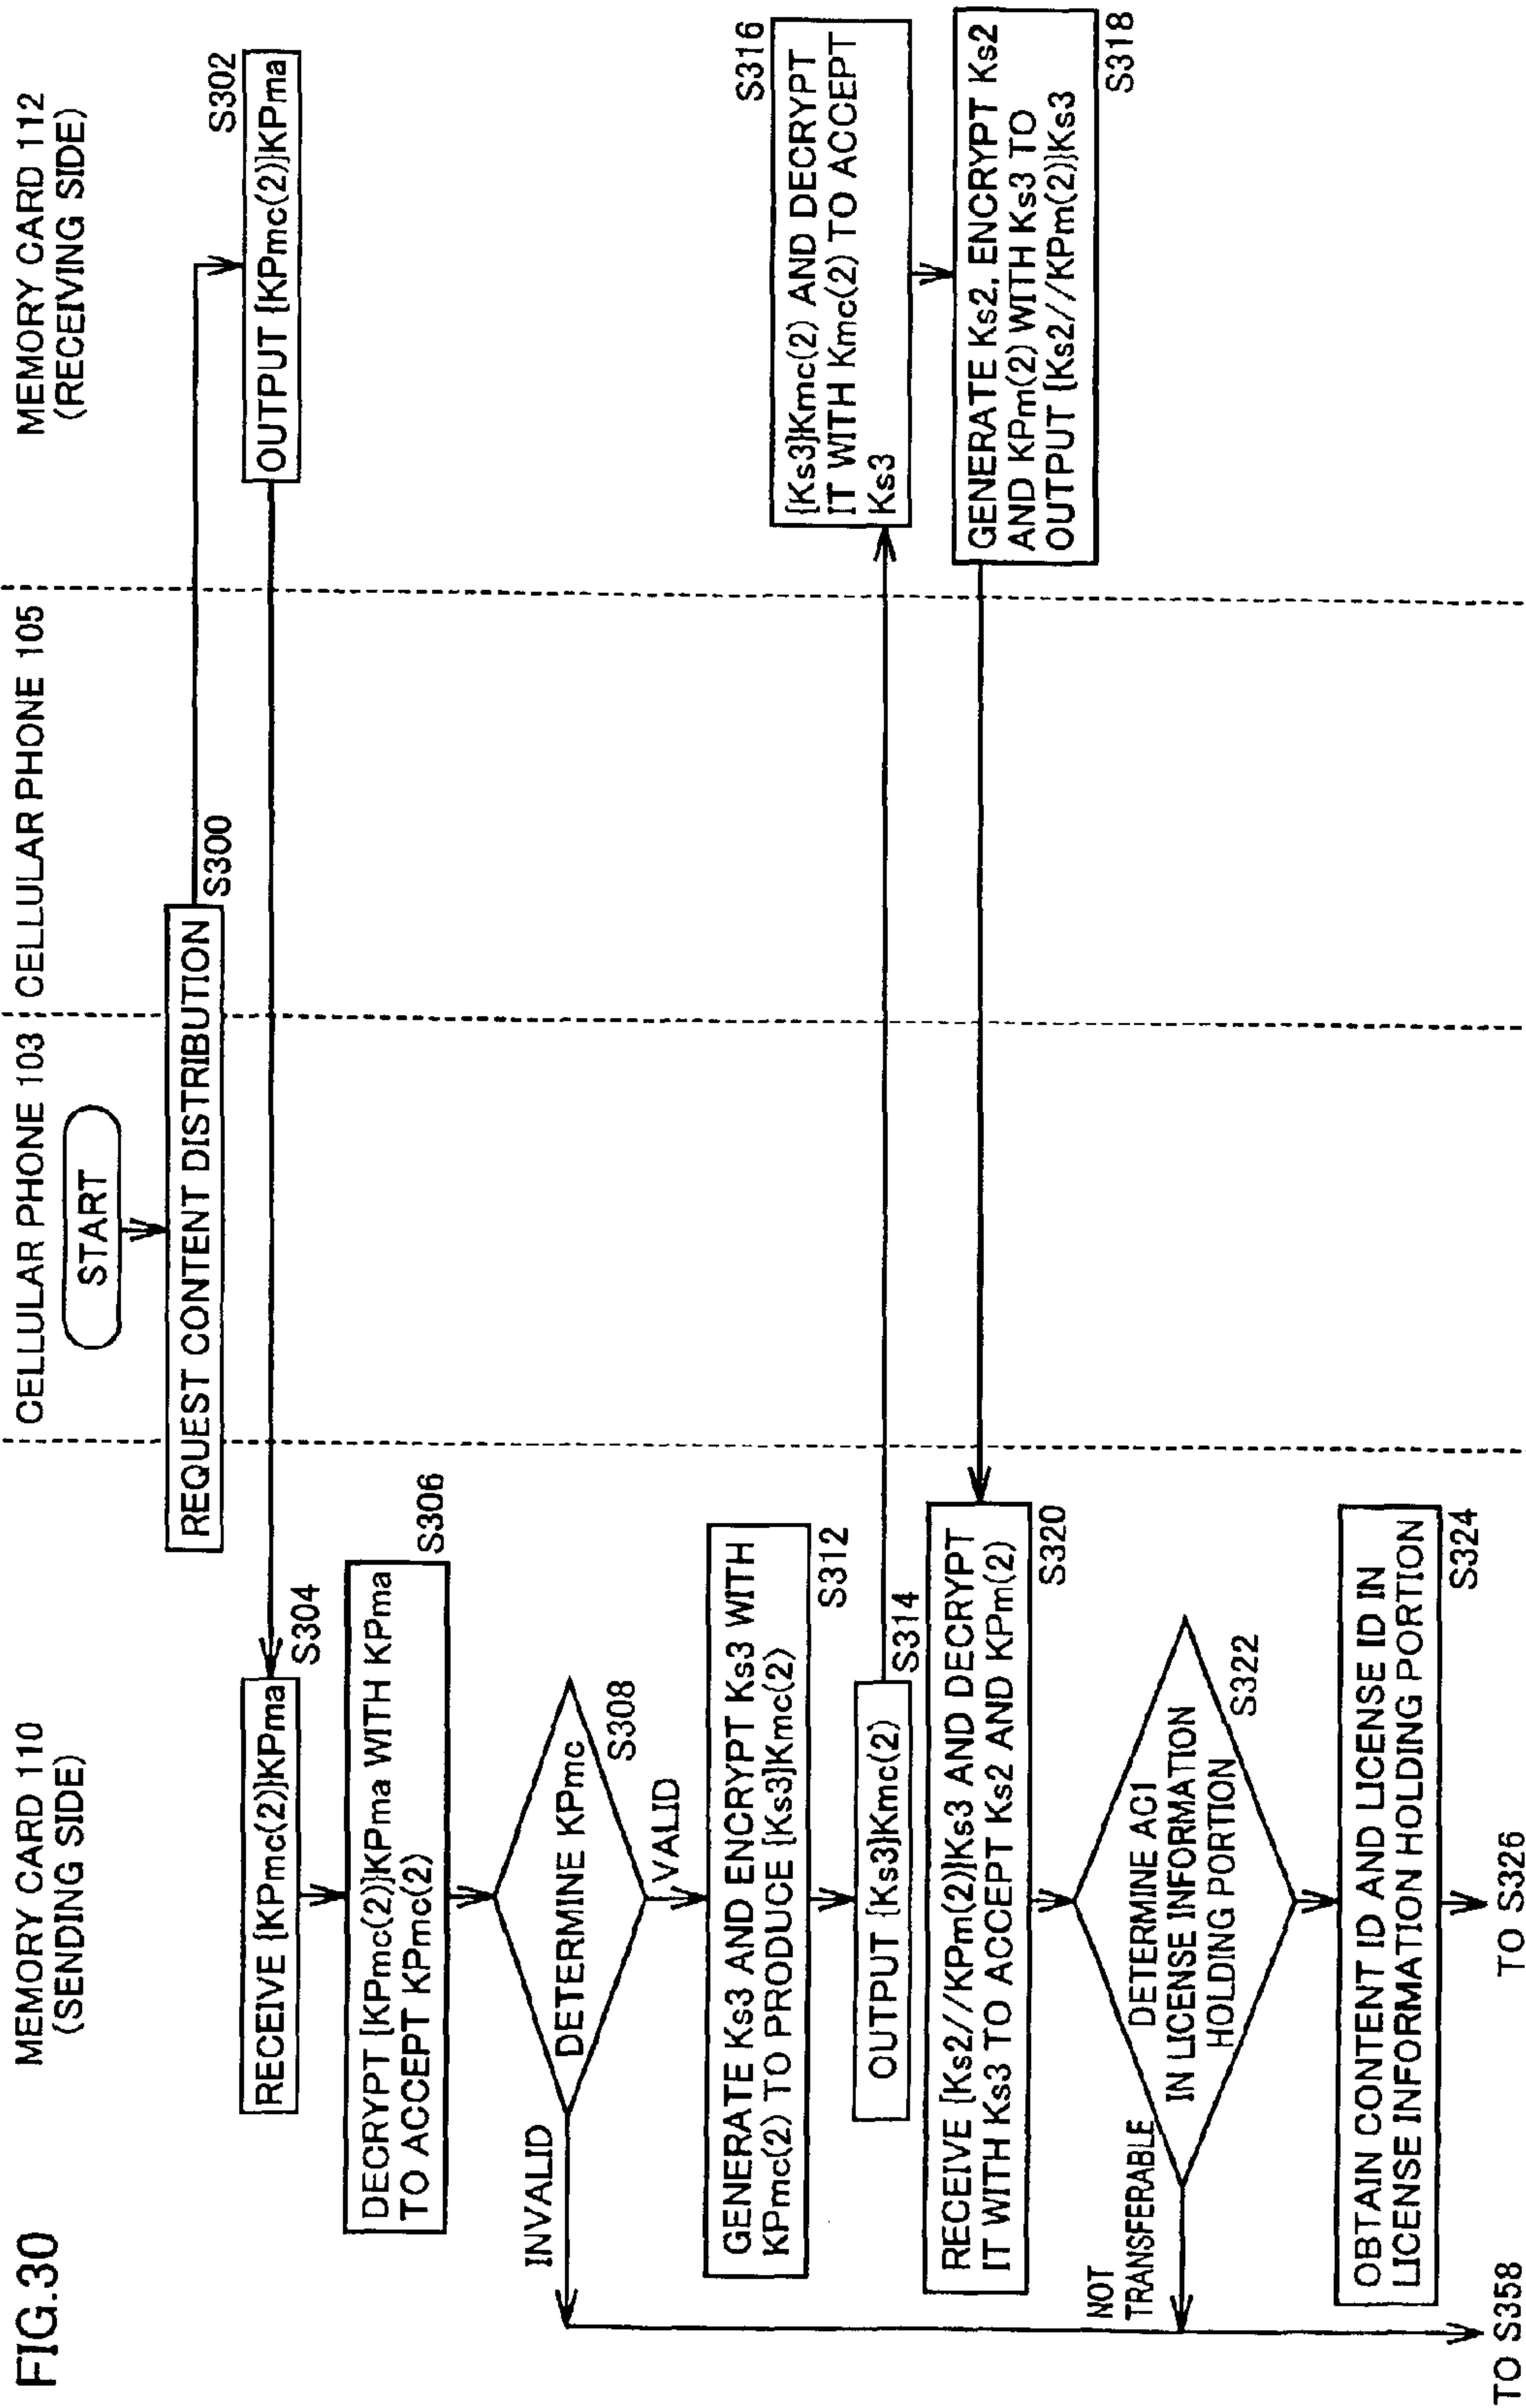 FIG.30
MEMORY CARD 110
(SENDING SIDE)
CELLULAR PHONE 103
CELLULAR PHONE 105
MEMORY CARD 112
(RECEIVING SIDE)
START
REQUEST CONTENT DISTRIBUTION
S300
S302
OUTPUT {KPmc(2)}KPma
S304
RECEIVE {KPmc(2)}KPma
S306
DECRYPT {KPmc(2)}KPma WITH KPma
TO ACCEPT KPmc(2)
DETERMINE KPmc
S308
INVALID
VALID
GENERATE Ks3 AND ENCRYPT Ks3 WITH
KPmc(2) TO PRODUCE {Ks3}Kmc(2)
S312
OUTPUT {Ks3}Kmc(2)
S314
S316
{Ks3}Kmc(2) AND DECRYPT
IT WITH Kmc(2) TO ACCEPT
Ks3
GENERATE Ks2, ENCRYPT Ks2
AND KPm(2) WITH Ks3 TO
OUTPUT {Ks2//KPm(2)}Ks3
S318
RECEIVE {Ks2//KPm(2)}Ks3 AND DECRYPT
IT WITH Ks3 TO ACCEPT Ks2 AND KPm(2)
S320
DETERMINE AC1
IN LICENSE INFORMATION
HOLDING PORTION
S322
NOT
TRANSFERABLE
OBTAIN CONTENT ID AND LICENSE ID IN
LICENSE INFORMATION HOLDING PORTION
S324
TO S358
TO S326